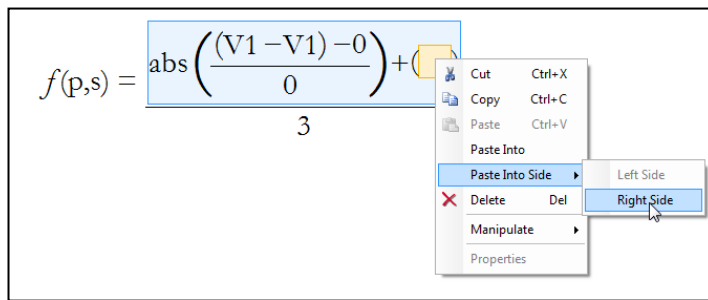 f(p,s) = abs((V1 – V1) – 0 / 0) + (
3
Cut Ctrl+X
Copy Ctrl+C
Paste Ctrl+V
Paste Into
Paste Into Side
Left Side
Delete Del
Right Side
Manipulate
Properties